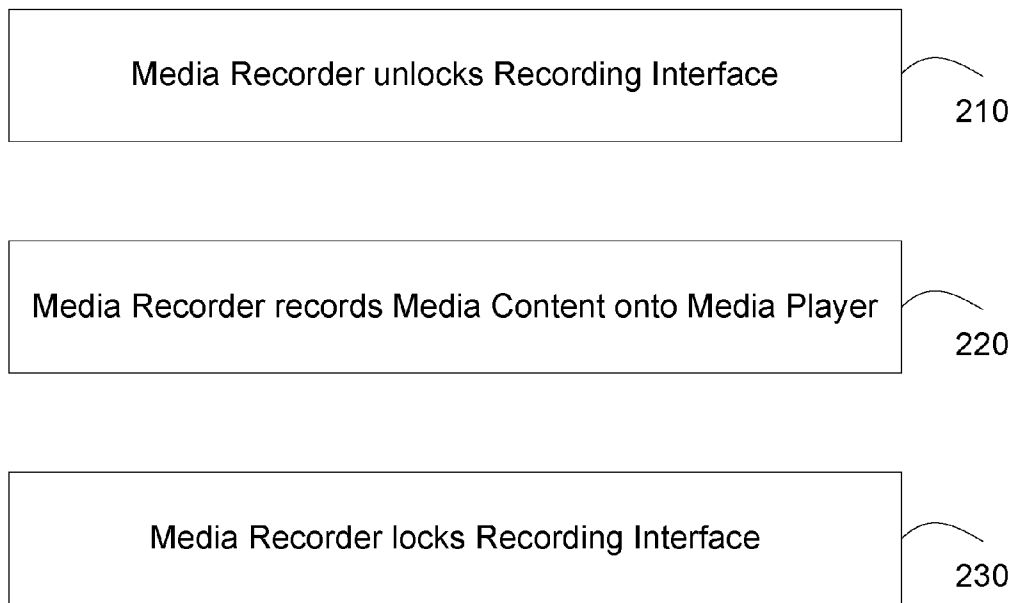 Media Recorder unlocks Recording Interface
210
Media Recorder records Media Content onto Media Player
220
Media Recorder locks Recording Interface
230